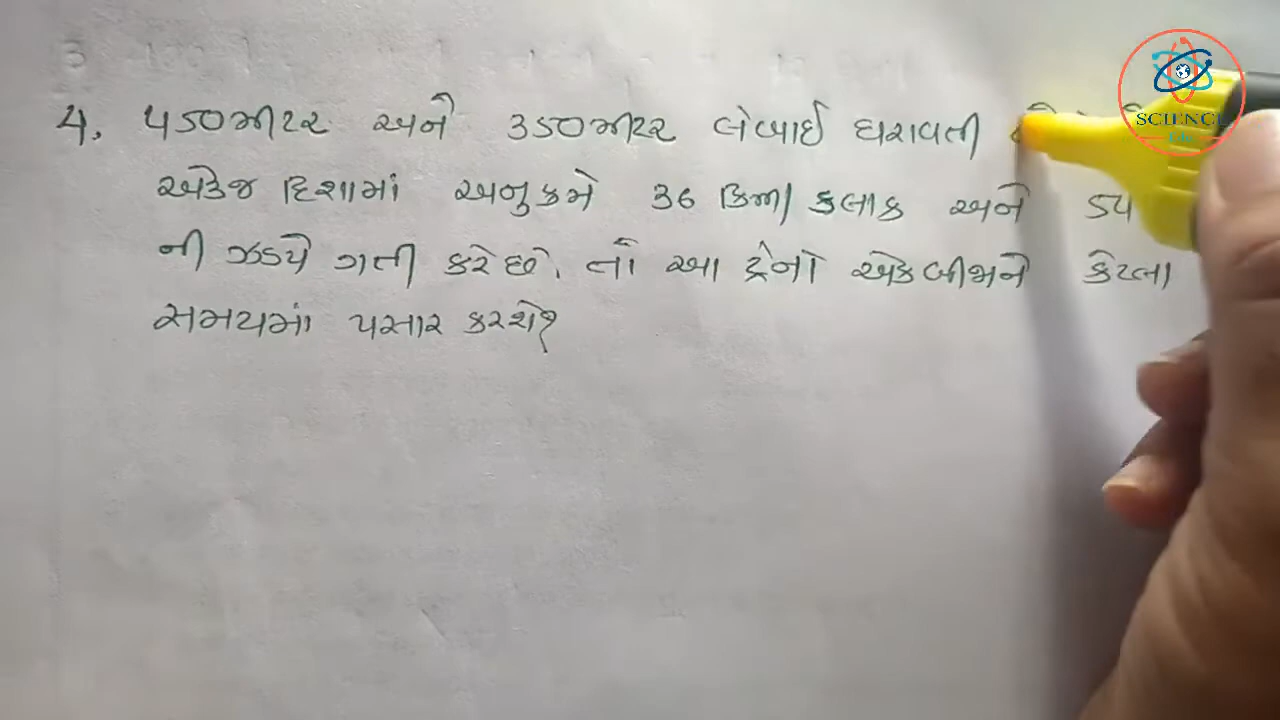 4. 450મીટર અને 350મીટર લંબાઈ ધરાવતી
એકજ દિશામાં અનુક્રમે 36 કિમી/કલાક અને 54
ની ઝડપે ગતી કરે છે. તો આ ટ્રેનો એકબીજાને કેટલા
સમયમાં પસાર કરશે?
SCIENCE